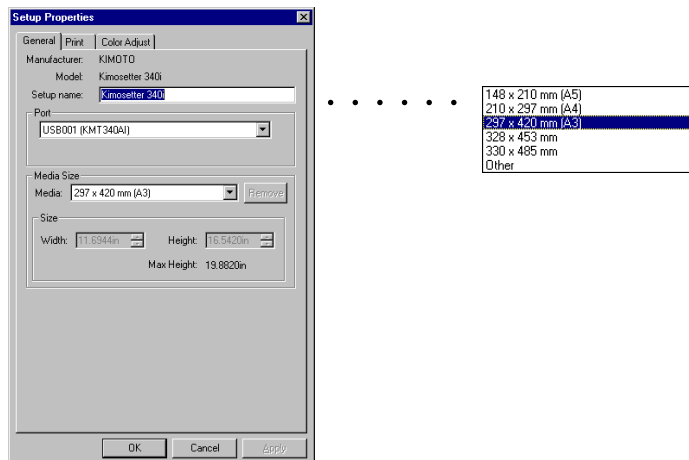 Setup Properties
General Print Color Adjust
Manufacturer: KIMOTO
Model: Kimosetter 340i
Setup name: Kimosetter 340i
Port
USB001 (KMT340AI)
Media Size
Media: 297 x 420 mm (A3) Remove
Size
Width: 11.6944in Height: 16.5420in
Max Height: 19.8820in
OK Cancel Apply
148 x 210 mm (A5)
210 x 297 mm (A4)
297 x 420 mm (A3)
328 x 453 mm
330 x 485 mm
Other